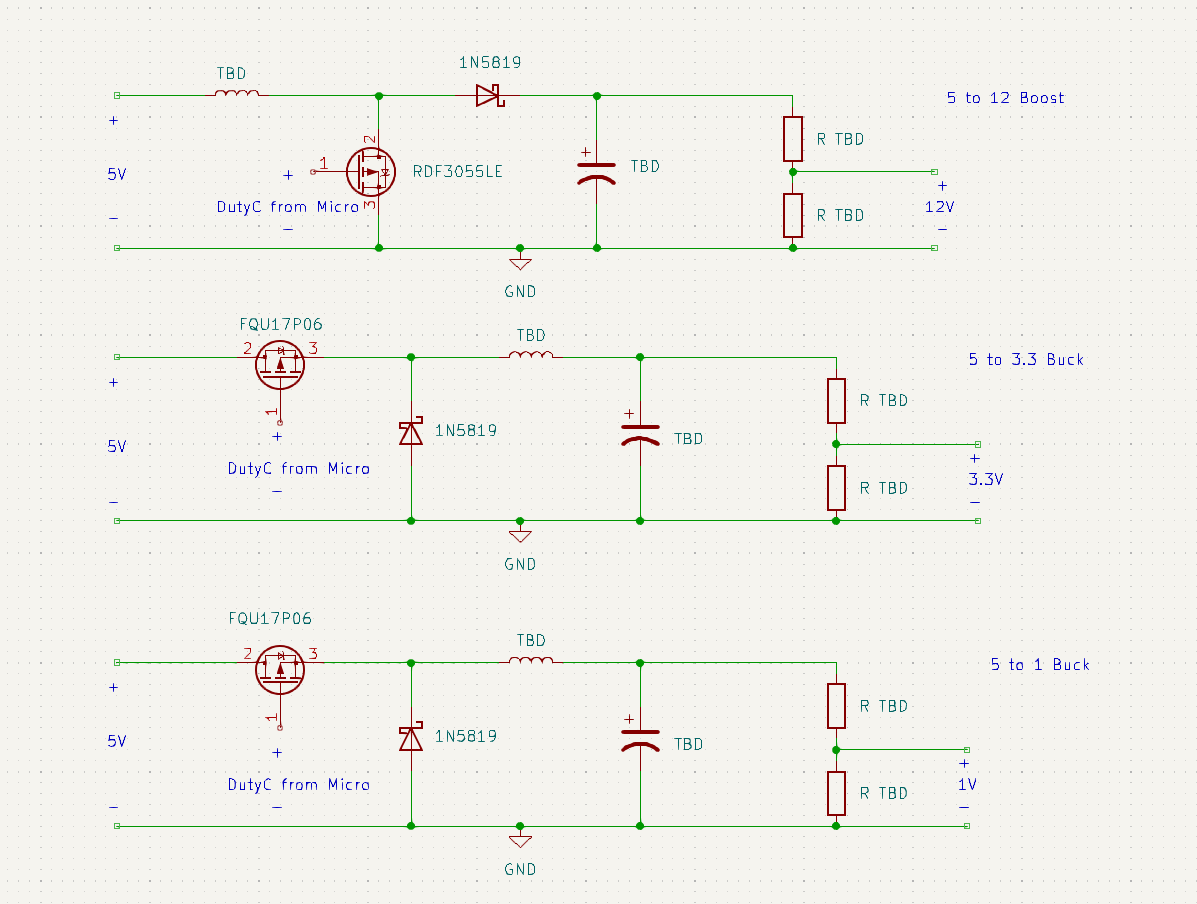 1N5819
TBD
5 to 12 Boost
+
2
+
R TBD
1
RDF3055LE
TBD
5V
+
+
DutyC from Micro
3
R TBD
12V
–
–
–
GND
FQU17P06
TBD
2
3
5 to 3.3 Buck
+
R TBD
1
+
+
1N5819
TBD
5V
+
DutyC from Micro
3.3V
R TBD
–
–
–
GND
FQU17P06
TBD
2
3
5 to 1 Buck
+
R TBD
1
+
1N5819
5V
TBD
+
+
DutyC from Micro
1V
R TBD
–
–
–
GND